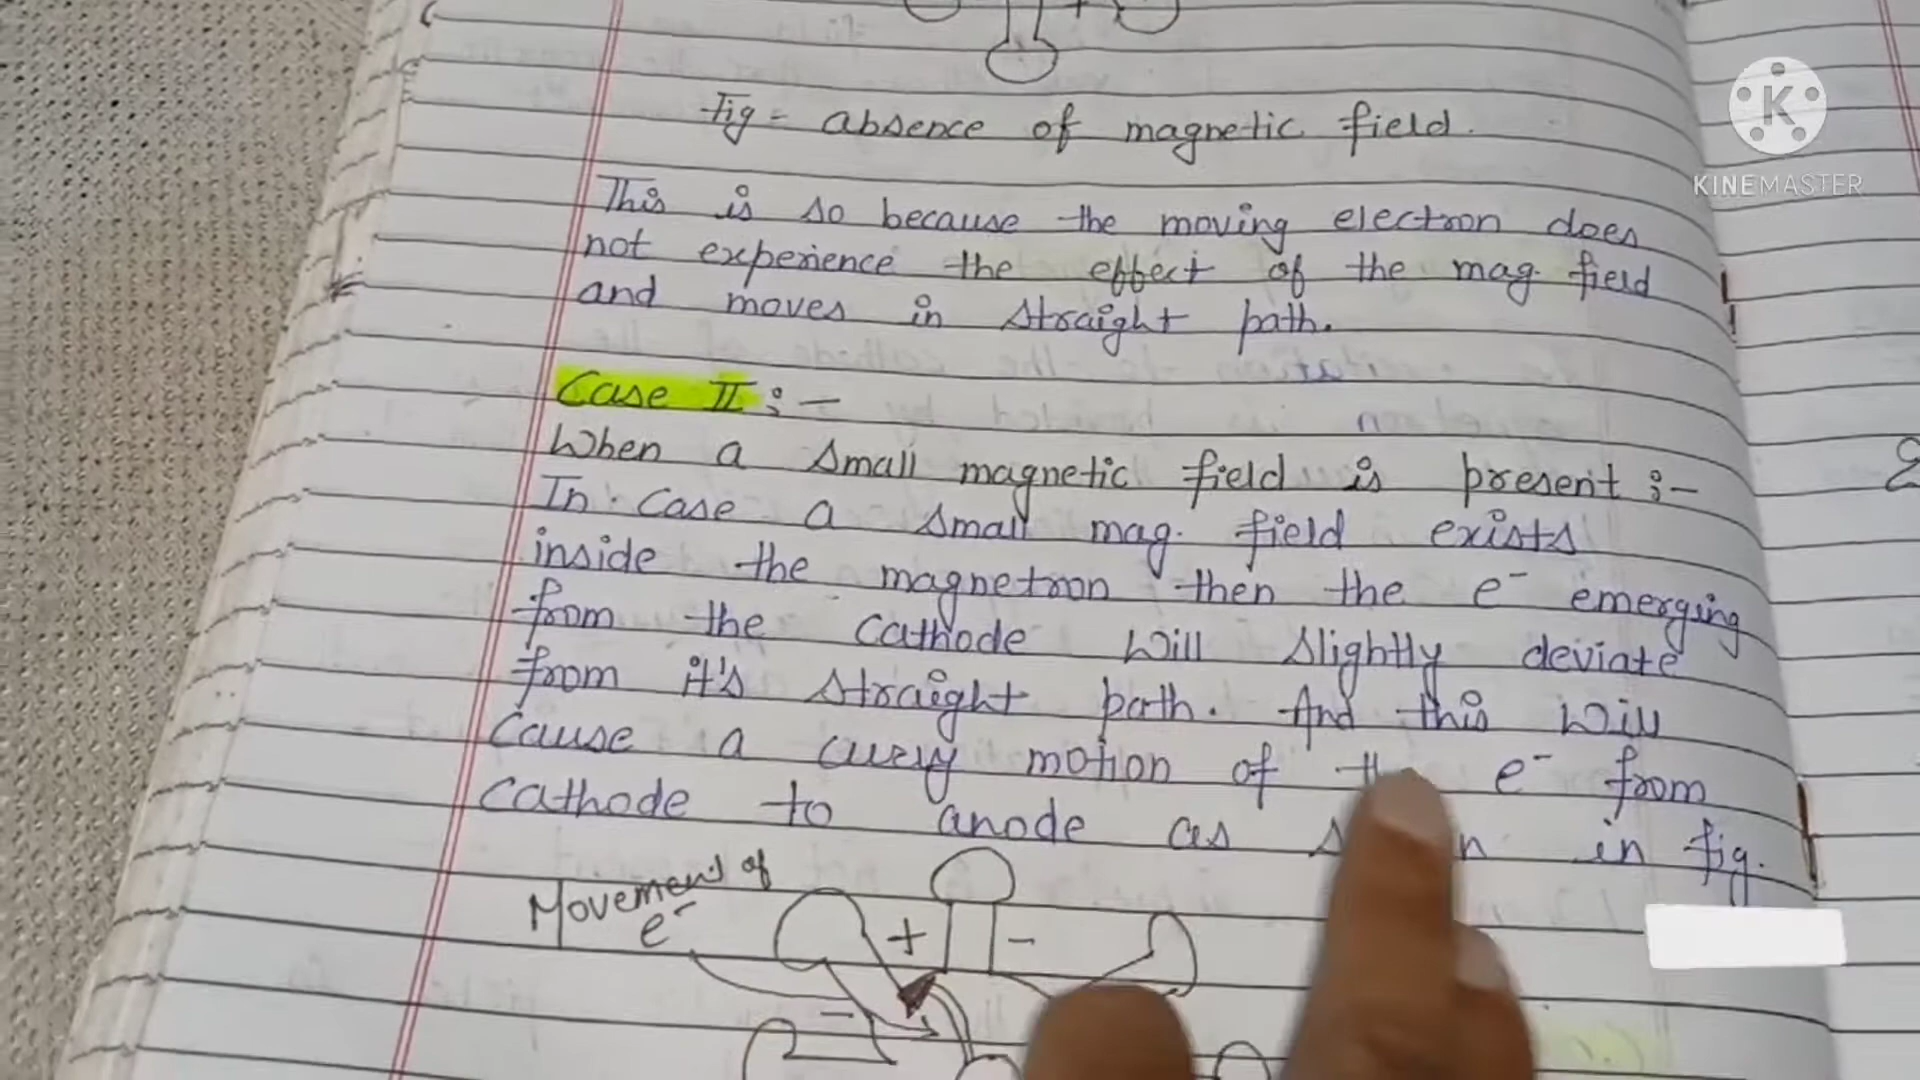 Fig = absence of magnetic field.
This is so because the moving electron does
not experience the effect of the mag. field
and moves in straight path.
Case II :-
When a small magnetic field is present :-
In case a small mag. field exists
inside the magnetron then the e⁻ emerging
from the cathode will slightly deviate
from it's straight path. And this will
cause a curvy motion of e⁻ from
cathode to anode as in fig.
Movement of
e⁻
+
-
-
K
KINEMASTER